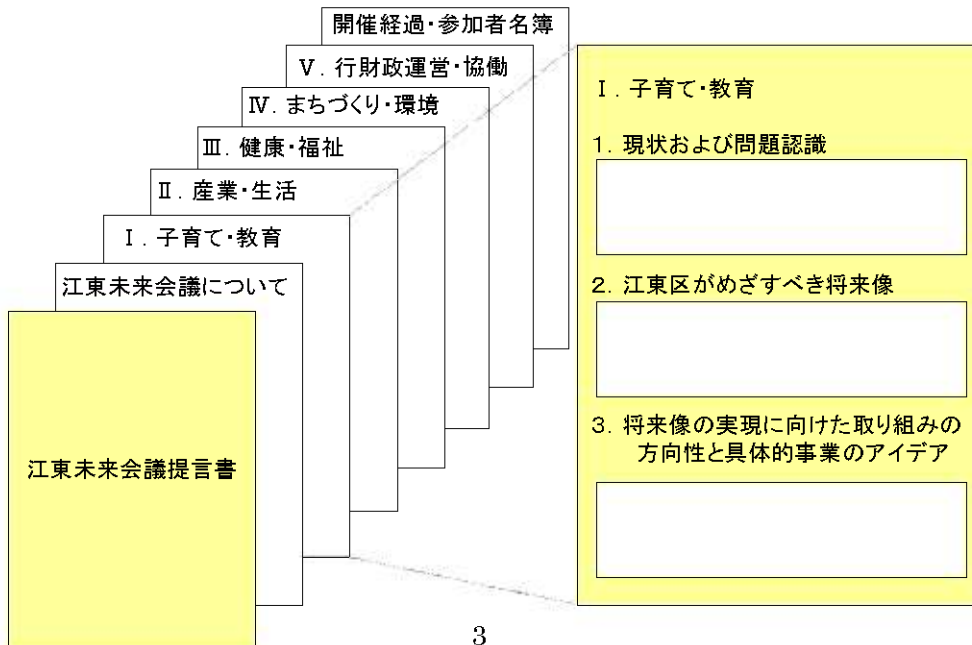 開催経過・参加者名簿
Ⅴ．行財政運営・協働
Ⅳ．まちづくり・環境
Ⅲ．健康・福祉
Ⅱ．産業・生活
Ⅰ．子育て・教育
江東未来会議について
江東未来会議提言書
Ⅰ．子育て・教育
1．現状および問題認識
2．江東区がめざすべき将来像
3．将来像の実現に向けた取り組みの
方向性と具体的事業のアイデア
3